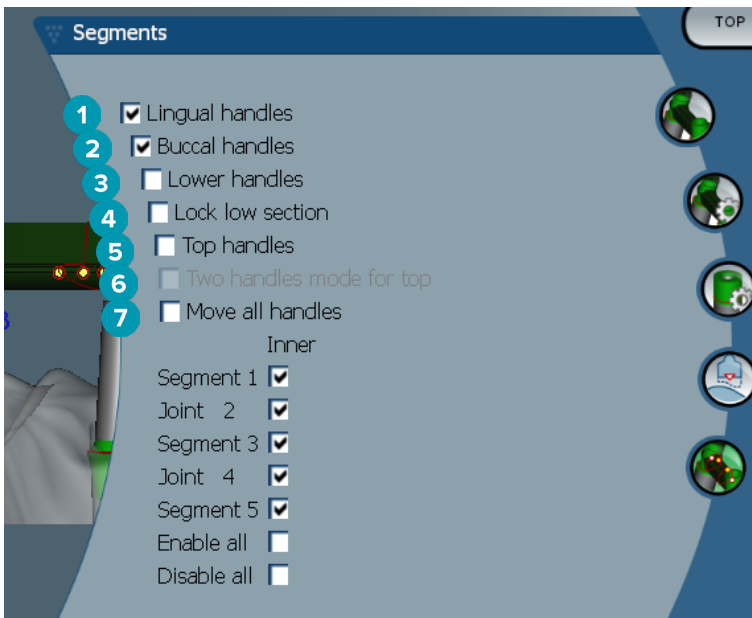 Segments
TOP
1 Lingual handles
2 Buccal handles
3 Lower handles
4 Lock low section
5 Top handles
6 Two handles mode for top
7 Move all handles
Inner
Segment 1
Joint 2
Segment 3
Joint 4
Segment 5
Enable all
Disable all